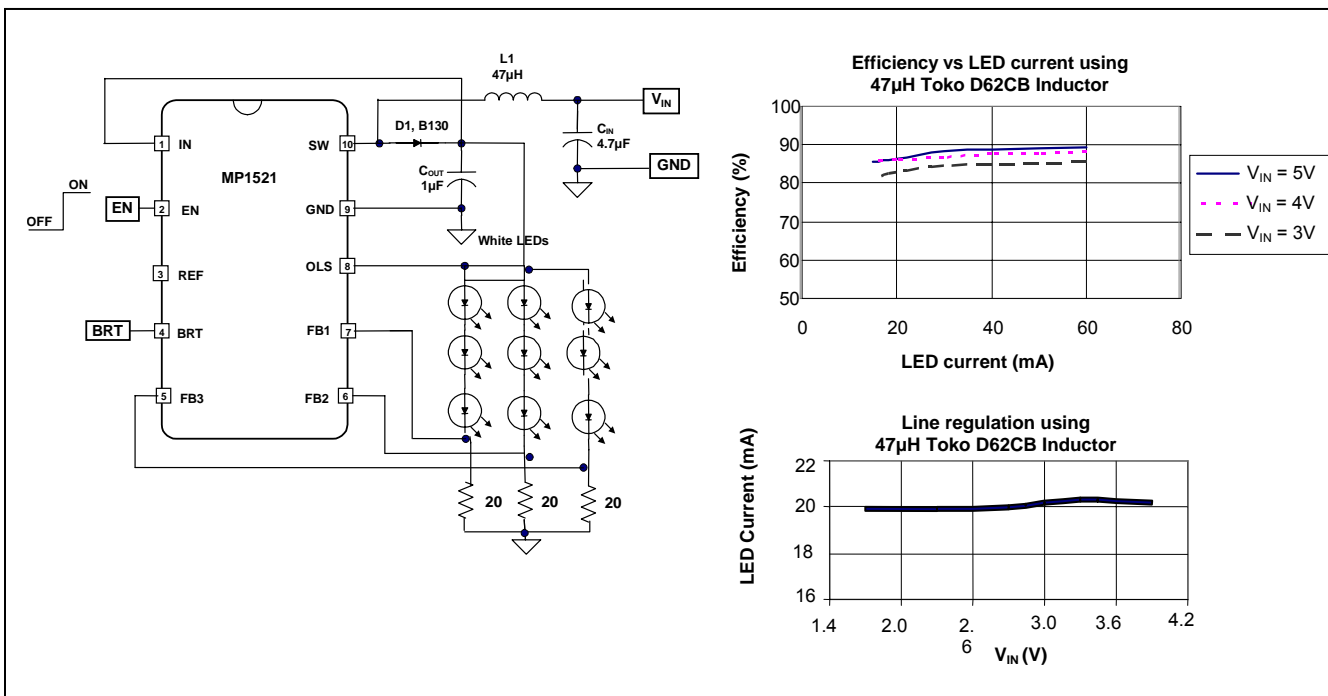 L1
47µH
VIN
D1, B130
CIN
4.7µF
GND
COUT
1µF
MP1521
ON
OFF
EN
BRT
1 IN
2 EN
3 REF
4 BRT
5 FB3
SW 10
GND 9
OLS 8
FB1 7
FB2 6
White LEDs
20 20 20
Efficiency vs LED current using
47µH Toko D62CB Inductor
Efficiency (%)
100
90
80
70
60
50
0 20 40 60 80
LED current (mA)
VIN = 5V
VIN = 4V
VIN = 3V
Line regulation using
47µH Toko D62CB Inductor
LED Current (mA)
22
20
18
16
1.4 2.0 2.6 3.0 3.6 4.2
VIN (V)